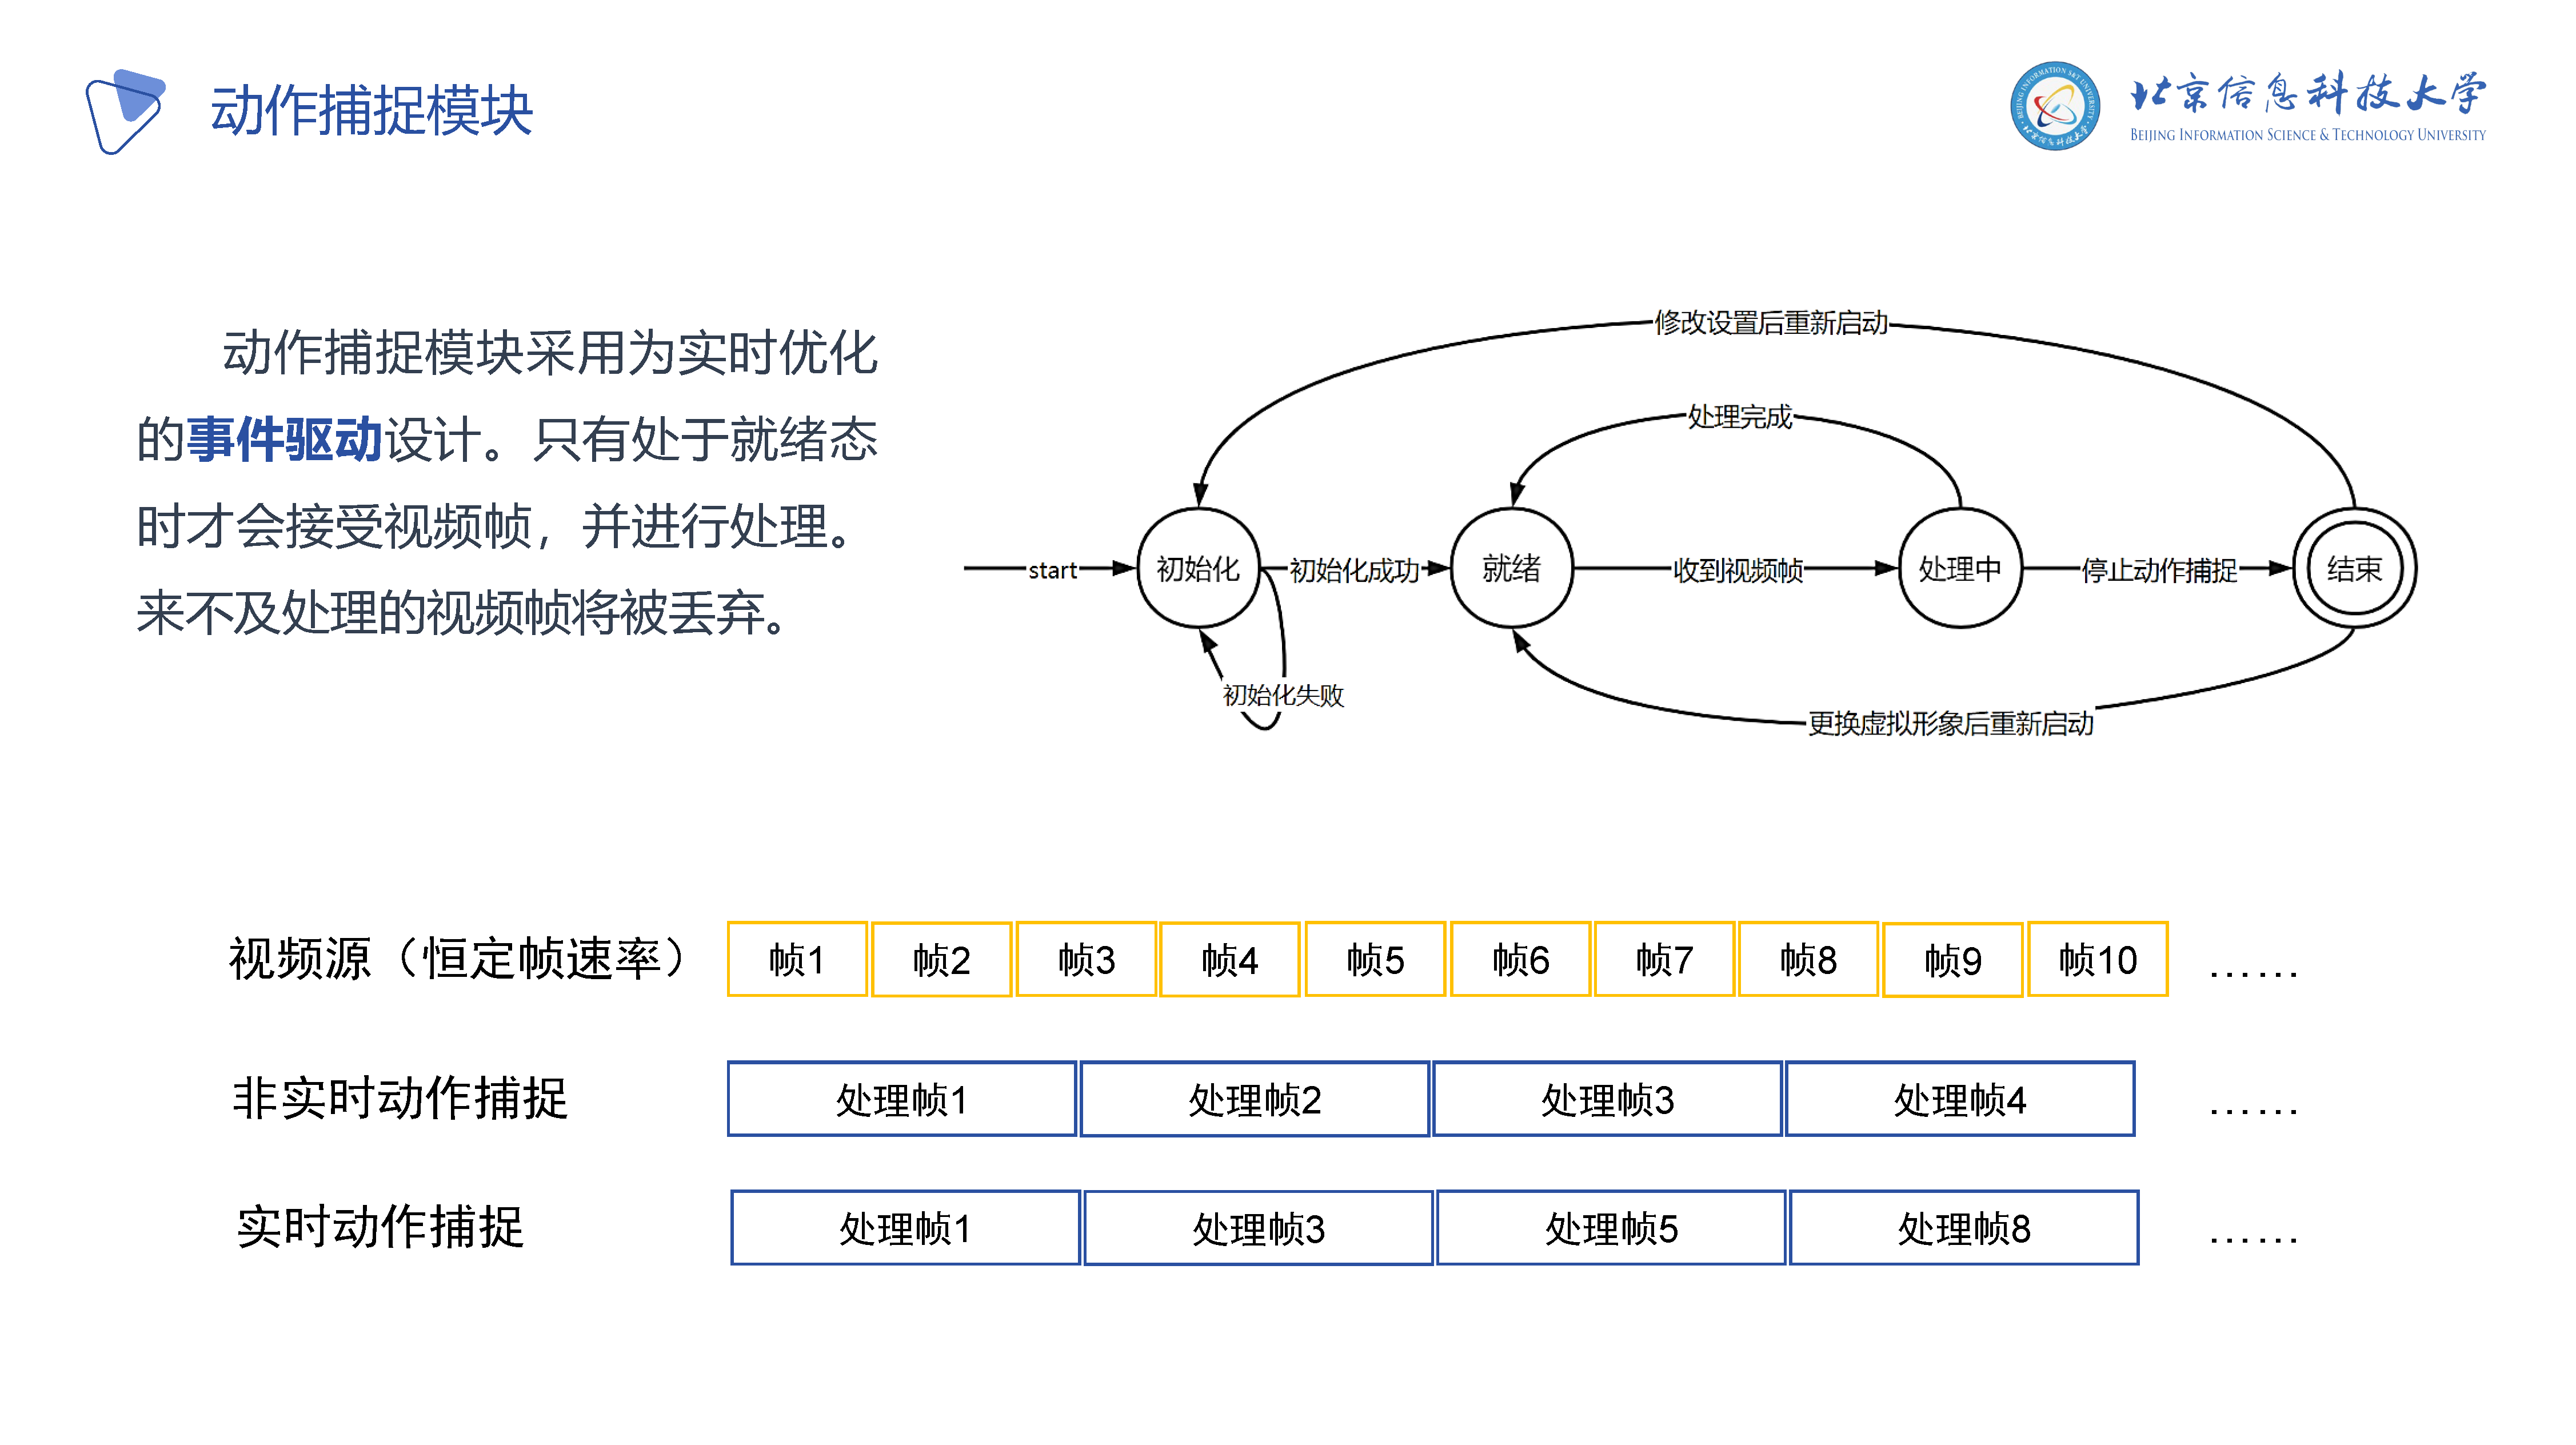 动作捕捉模块
北京信息科技大学
BEIJING INFORMATION SCIENCE & TECHNOLOGY UNIVERSITY
动作捕捉模块采用为实时优化
的事件驱动设计。只有处于就绪态
时才会接受视频帧，并进行处理。
来不及处理的视频帧将被丢弃。
修改设置后重新启动
处理完成
start
初始化
初始化成功
就绪
收到视频帧
处理中
停止动作捕捉
结束
初始化失败
更换虚拟形象后重新启动
视频源（恒定帧速率） 帧1 帧2 帧3 帧4 帧5 帧6 帧7 帧8 帧9 帧10 ……
非实时动作捕捉 处理帧1 处理帧2 处理帧3 处理帧4 ……
实时动作捕捉 处理帧1 处理帧3 处理帧5 处理帧8 ……